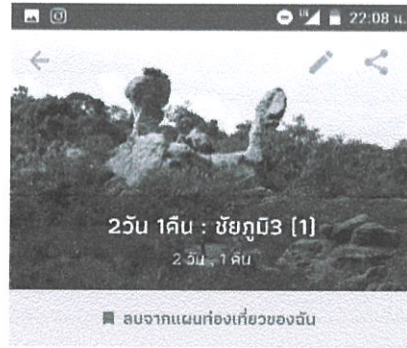 22:08 น.
2วัน 1คืน : ชัยภูมิ3 (1)
2 วัน , 1 คืน
ลบจากแผนท่องเที่ยวของฉัน